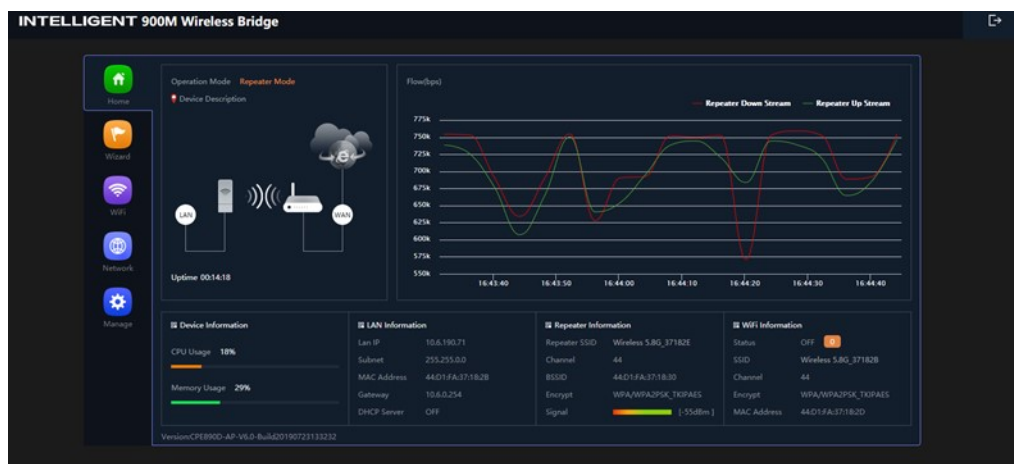 INTELLIGENT 900M Wireless Bridge
Home
Wizard
WiFi
Network
Manage
Operation Mode Repeater Mode
Device Description
LAN
e
WAN
Uptime 00:14:18
Flow(bps)
Repeater Down Stream
Repeater Up Stream
775k
750k
725k
700k
675k
650k
625k
600k
575k
550k
16:43:40 16:43:50 16:44:00 16:44:10 16:44:20 16:44:30 16:44:40
Device Information
CPU Usage 18%
Memory Usage 29%
LAN Information
Lan IP 10.6.190.71
Subnet 255.255.0.0
MAC Address 44:D1:FA:37:18:28
Gateway 10.6.0.254
DHCP Server OFF
Repeater Information
Repeater SSID Wireless 5.8G_37182E
Channel 44
BSSID 44:D1:FA:37:18:30
Encrypt WPA/WPA2PSK_TKIPAES
Signal [-55dBm ]
WiFi Information
Status OFF 0
SSID Wireless 5.8G_37182B
Channel 44
Encrypt WPA/WPA2PSK_TKIPAES
MAC Address 44:D1:FA:37:18:2D
Version:CPE890D-AP-V6.0-Build20190723133232